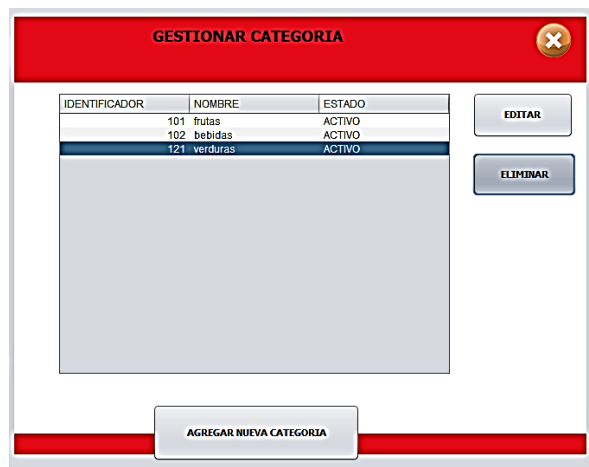 GESTIONAR CATEGORIA
IDENTIFICADOR NOMBRE ESTADO
101 frutas ACTIVO
102 bebidas ACTIVO
121 verduras ACTIVO
EDITAR
ELIMINAR
AGREGAR NUEVA CATEGORIA